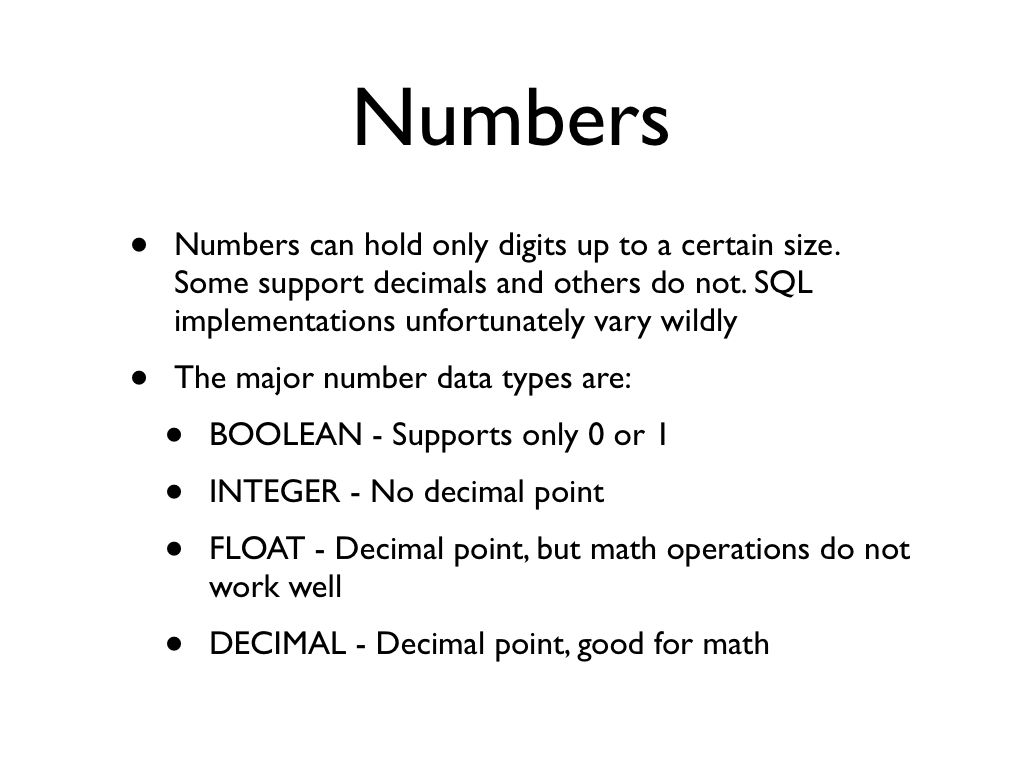 Numbers
• Numbers can hold only digits up to a certain size.
Some support decimals and others do not. SQL
implementations unfortunately vary wildly
• The major number data types are:
• BOOLEAN - Supports only 0 or 1
• INTEGER - No decimal point
• FLOAT - Decimal point, but math operations do not
work well
• DECIMAL - Decimal point, good for math